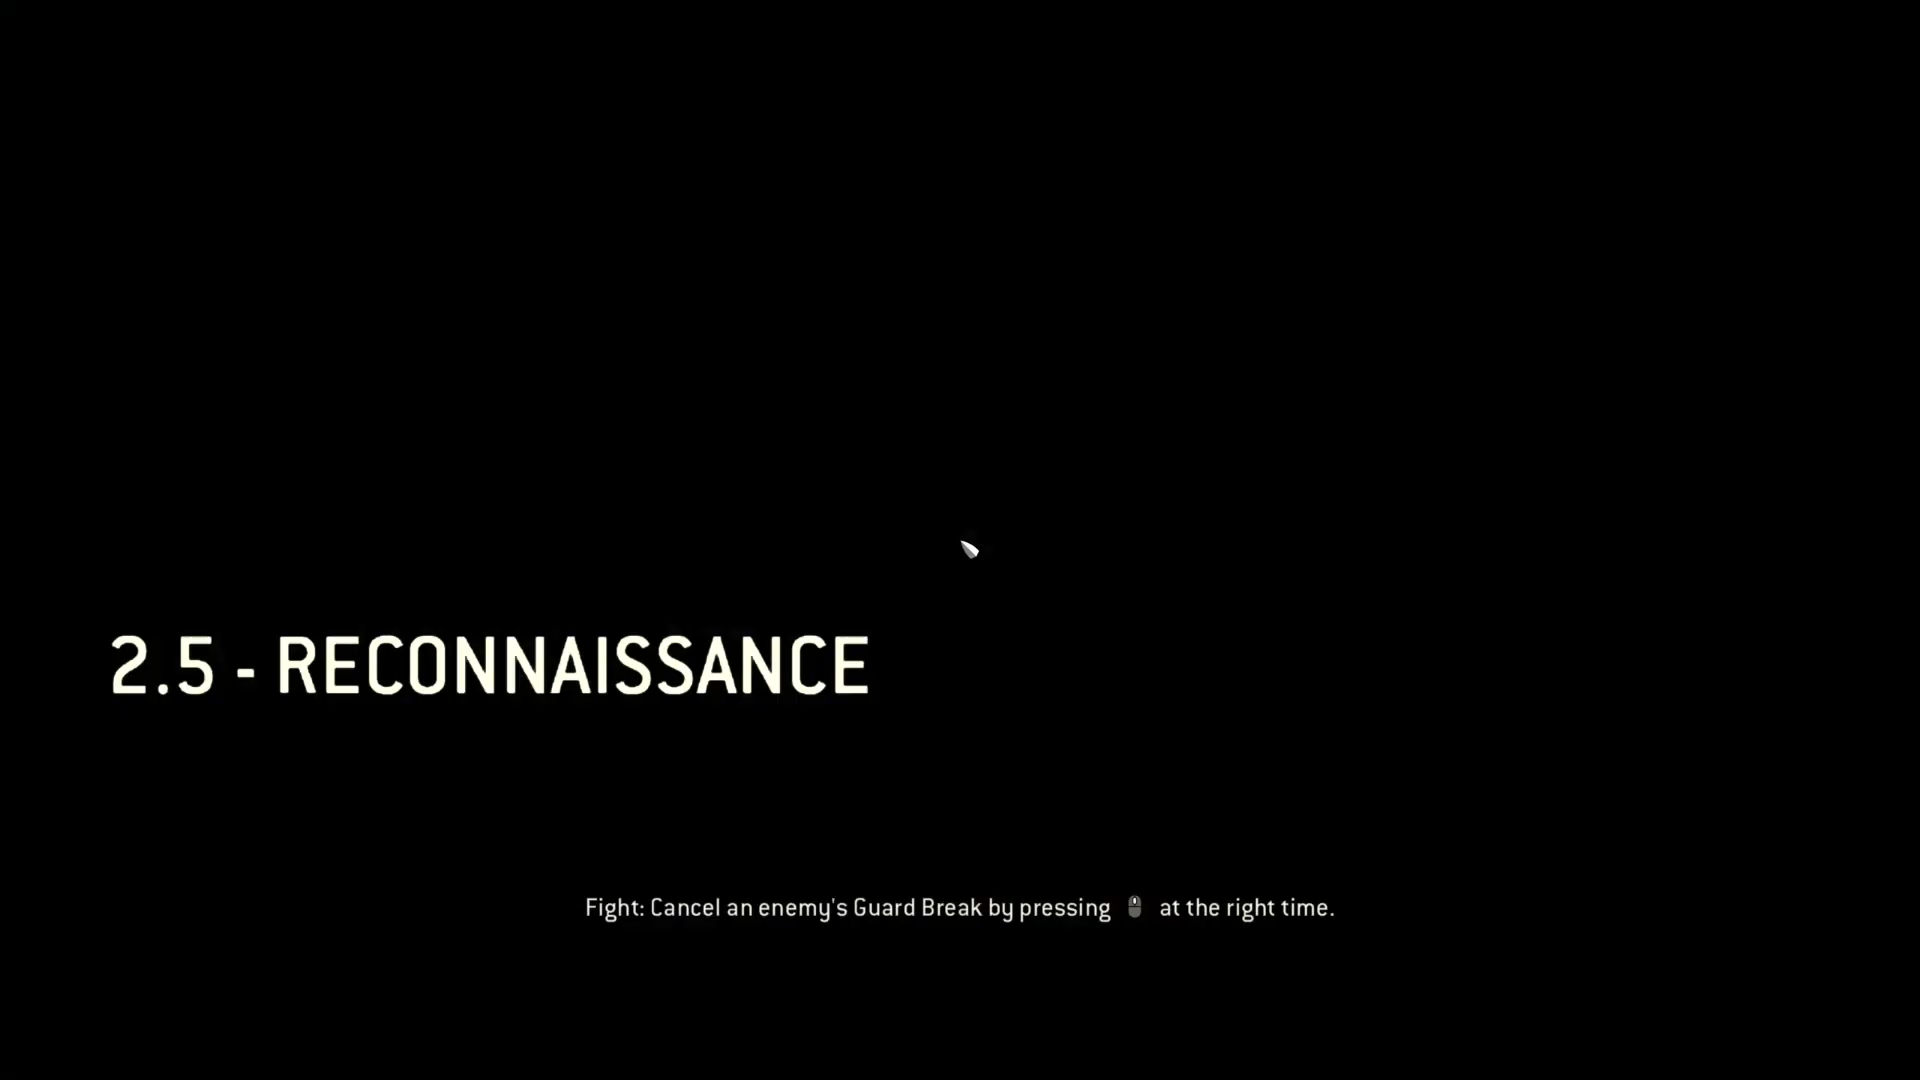 2.5 - RECONNAISSANCE
Fight: Cancel an enemy's Guard Break by pressing at the right time.